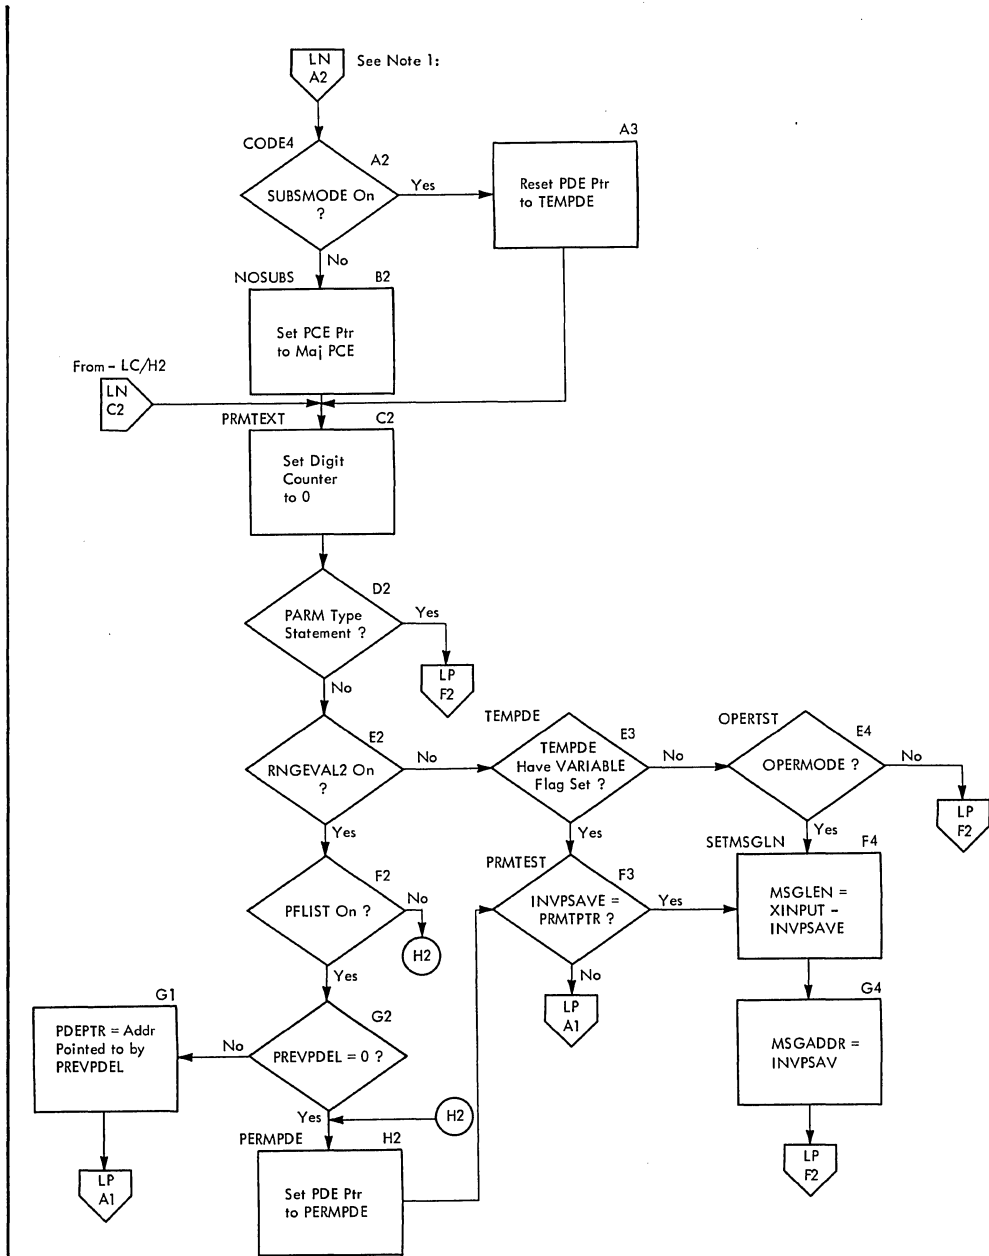 LN
A2
See Note 1:
CODE4
A2
SUBSMODE On
?
Yes
No
A3
Reset PDE Ptr
to TEMPDE
NOSUBS
B2
Set PCE Ptr
to Maj PCE
From - LC/H2
LN
C2
PRMTEXT
C2
Set Digit
Counter
to 0
D2
PARM Type
Statement ?
Yes
LP
F2
No
E2
RNGEVAL2 On
?
No
Yes
TEMPDE
E3
TEMPDE
Have VARIABLE
Flag Set ?
No
Yes
OPERTST
E4
OPERMODE ?
No
LP
F2
Yes
F2
PFLIST On ?
No
H2
Yes
PRMTEST
F3
INVPSAVE =
PRMTPTR ?
Yes
No
LP
A1
SETMSGLN
F4
MSGLEN =
XINPUT -
INVPSAVE
G1
PDEPTR = Addr
Pointed to by
PREVPDEL
LP
A1
G2
PREVPDEL = 0 ?
No
Yes
H2
G4
MSGADDR =
INVPSAV
LP
F2
PERMPDE
H2
Set PDE Ptr
to PERMPDE